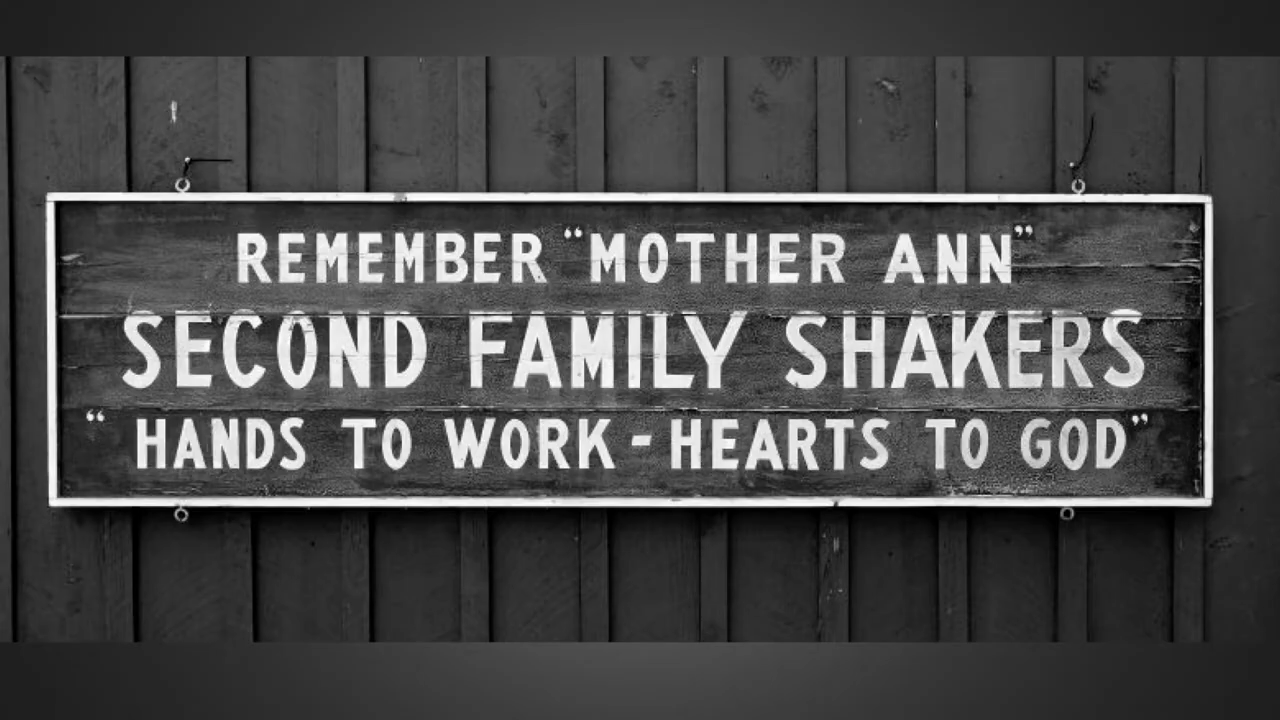 REMEMBER “MOTHER ANN”
SECOND FAMILY SHAKERS
“HANDS TO WORK - HEARTS TO GOD”